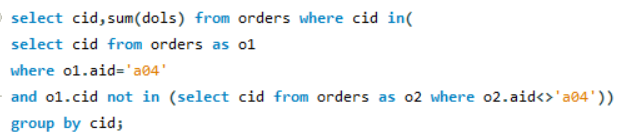 select cid,sum(dols) from orders where cid in(
select cid from orders as o1
where o1.aid='a04'
and o1.cid not in (select cid from orders as o2 where o2.aid<>'a04'))
group by cid;